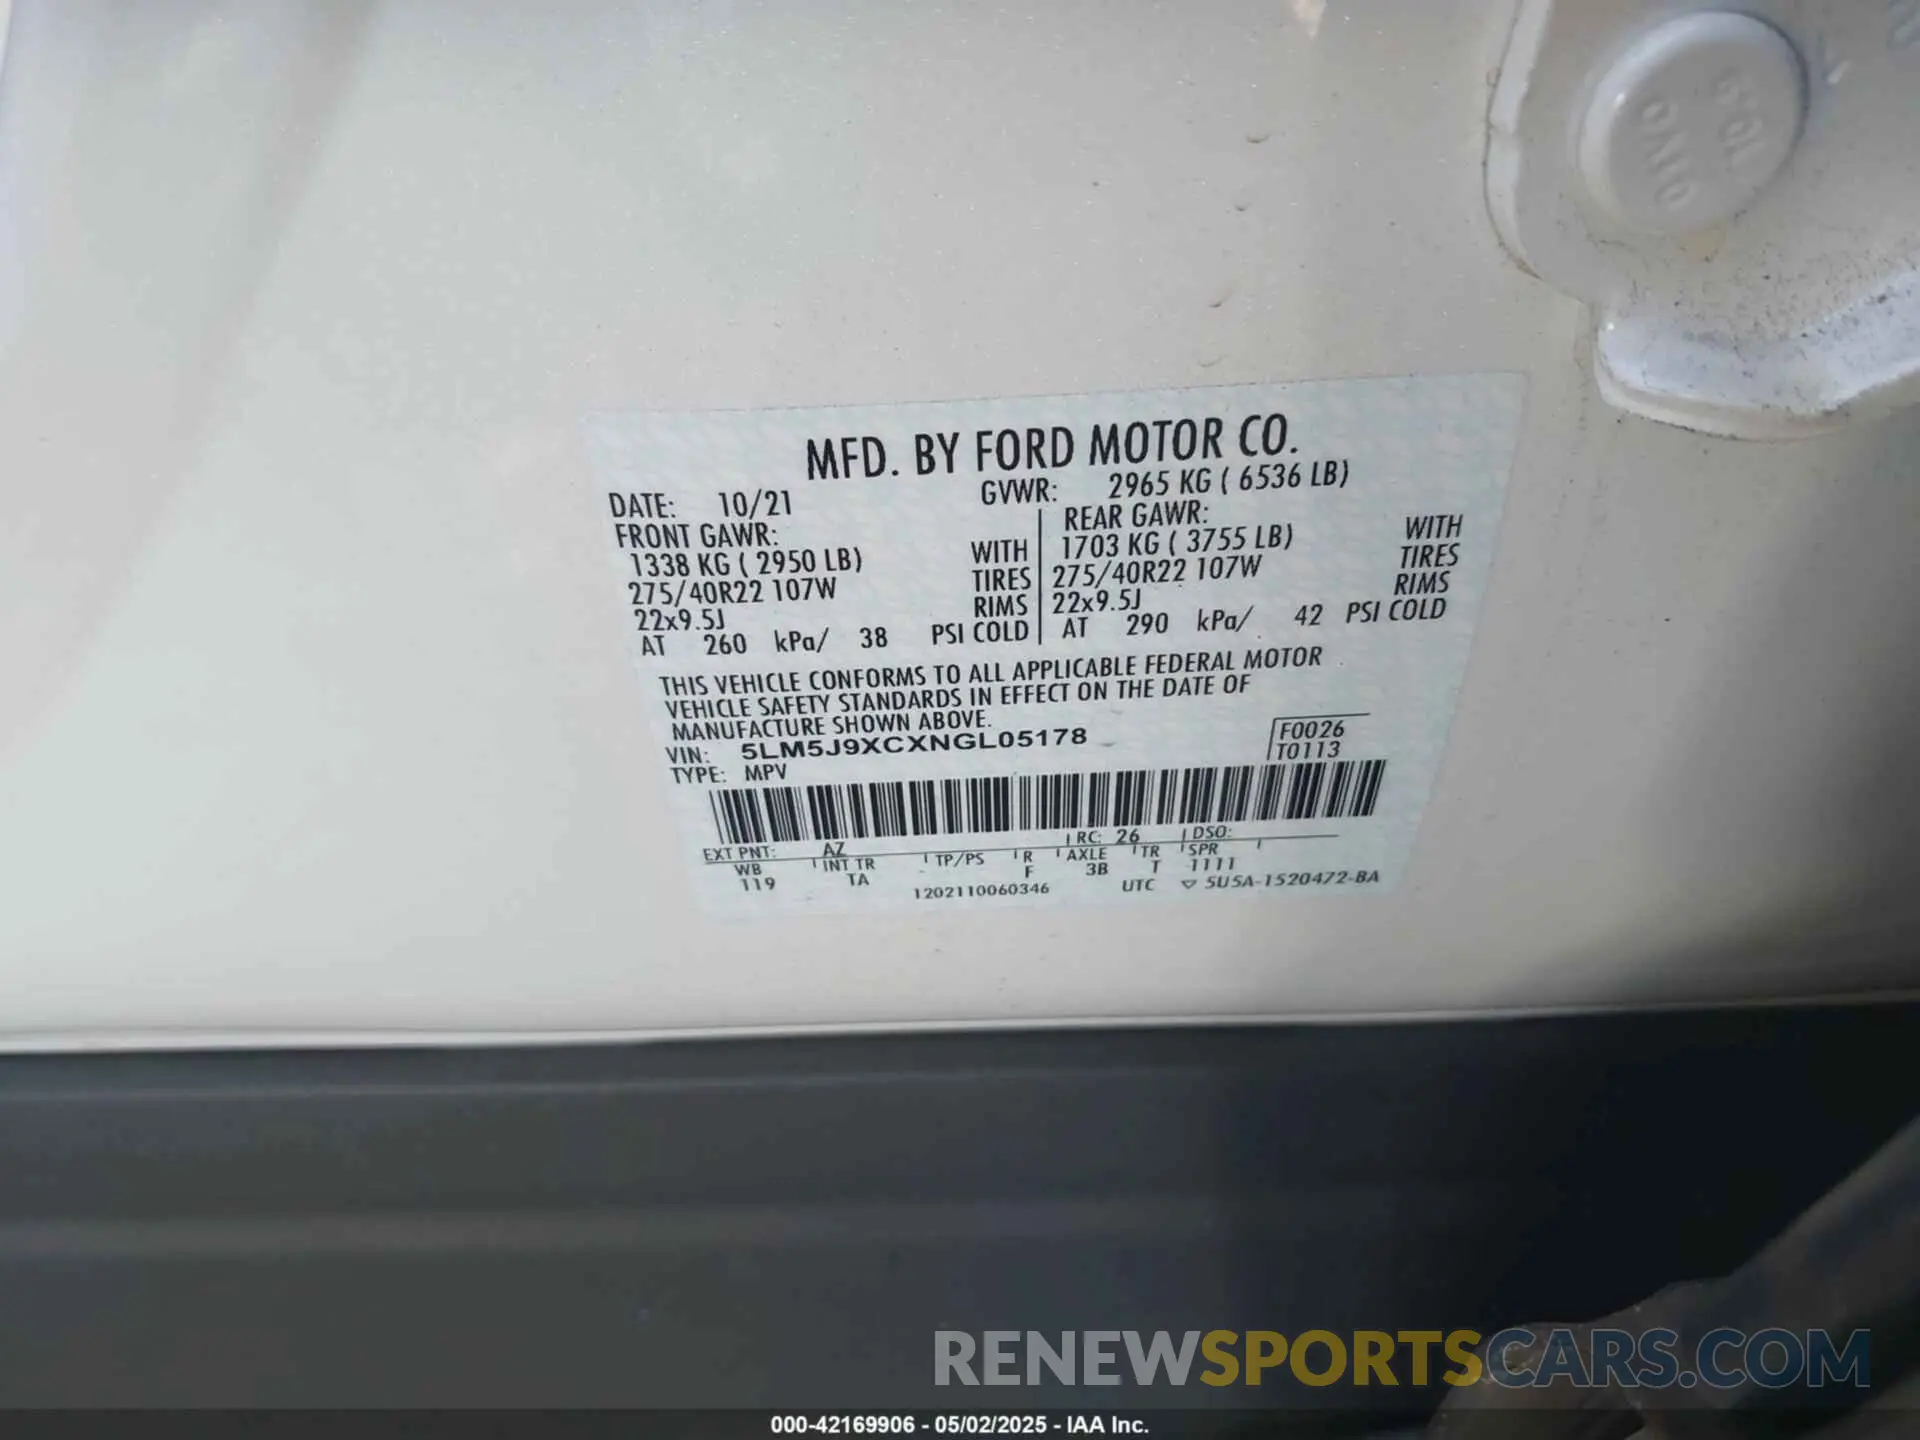 MFD. BY FORD MOTOR CO.
DATE: 10/21 GVWR: 2965 KG ( 6536 LB)
FRONT GAWR: REAR GAWR:
1338 KG ( 2950 LB) WITH 1703 KG ( 3755 LB) WITH
275/40R22 107W TIRES 275/40R22 107W TIRES
22x9.5J RIMS 22x9.5J RIMS
AT 260 kPa/ 38 PSI COLD AT 290 kPa/ 42 PSI COLD
THIS VEHICLE CONFORMS TO ALL APPLICABLE FEDERAL MOTOR
VEHICLE SAFETY STANDARDS IN EFFECT ON THE DATE OF
MANUFACTURE SHOWN ABOVE.
VIN: 5LM5J9XCXNGL05178 F0026
TYPE: MPV T0113
EXT PNT: AZ RC: 26 DSO:
WB INT TR TP/PS R AXLE TR SPR
119 TA F 3B T 1111
1202110060346 UTC ▽ 5U5A-1520472-BA
RENEWSPORTSCARS.COM
000-42169906 - 05/02/2025 - IAA Inc.